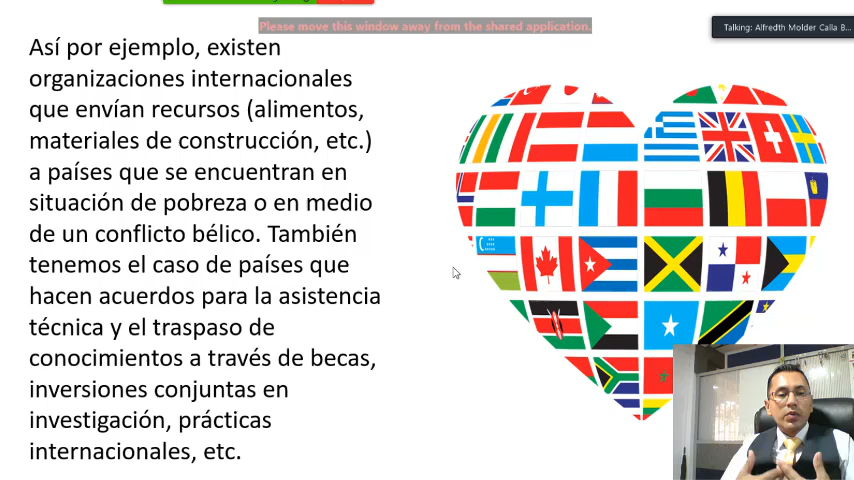 Please move this window away from the shared application.
Talking: Alfredth Molder Calla B...
Así por ejemplo, existen
organizaciones internacionales
que envían recursos (alimentos,
materiales de construcción, etc.)
a países que se encuentran en
situación de pobreza o en medio
de un conflicto bélico. También
tenemos el caso de países que
hacen acuerdos para la asistencia
técnica y el traspaso de
conocimientos a través de becas,
inversiones conjuntas en
investigación, prácticas
internacionales, etc.